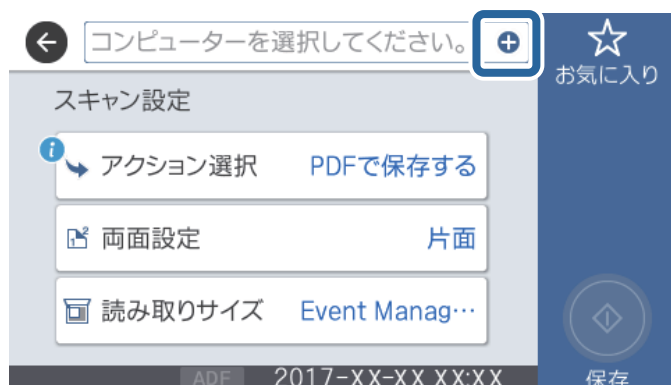 コンピューターを選択してください。
お気に入り
スキャン設定
アクション選択 PDFで保存する
両面設定 片面
読み取りサイズ Event Manag…
ADF 2017-XX-XX XX:XX
保存